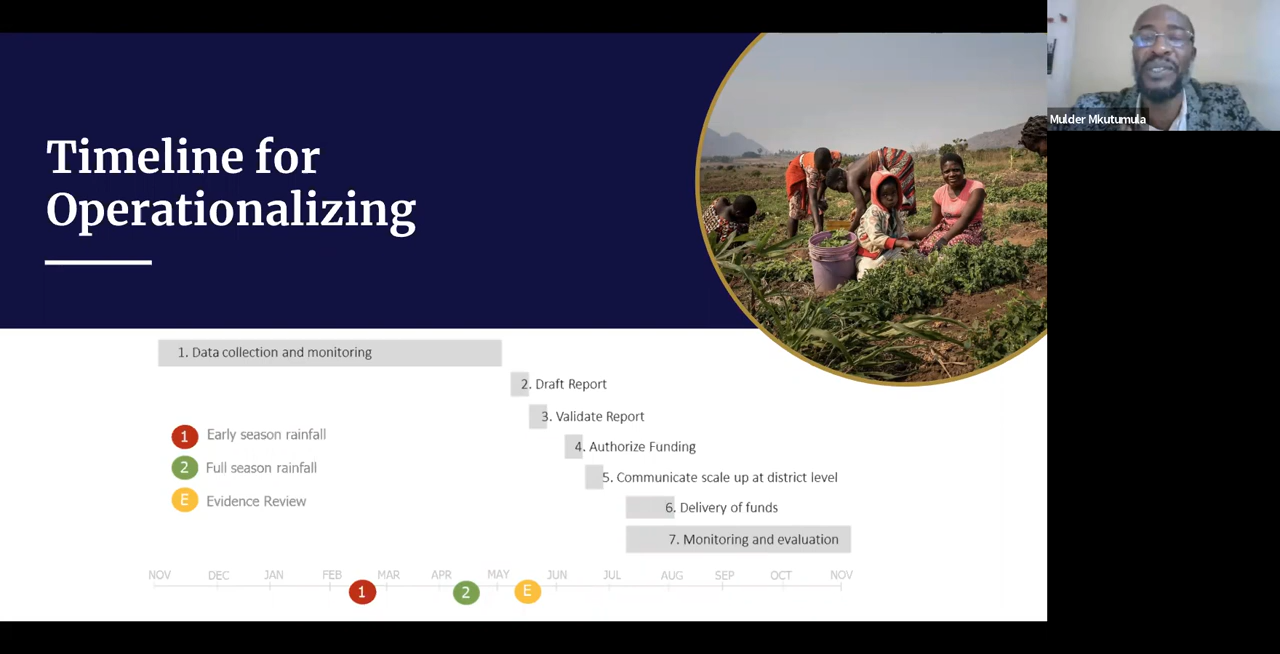 Timeline for
Operationalizing
Mulder Mkutumula
1. Data collection and monitoring
2. Draft Report
3. Validate Report
4. Authorize Funding
5. Communicate scale up at district level
6. Delivery of funds
7. Monitoring and evaluation
1 Early season rainfall
2 Full season rainfall
E Evidence Review
NOV DEC JAN FEB MAR APR MAY JUN JUL AUG SEP OCT NOV
1 2 E